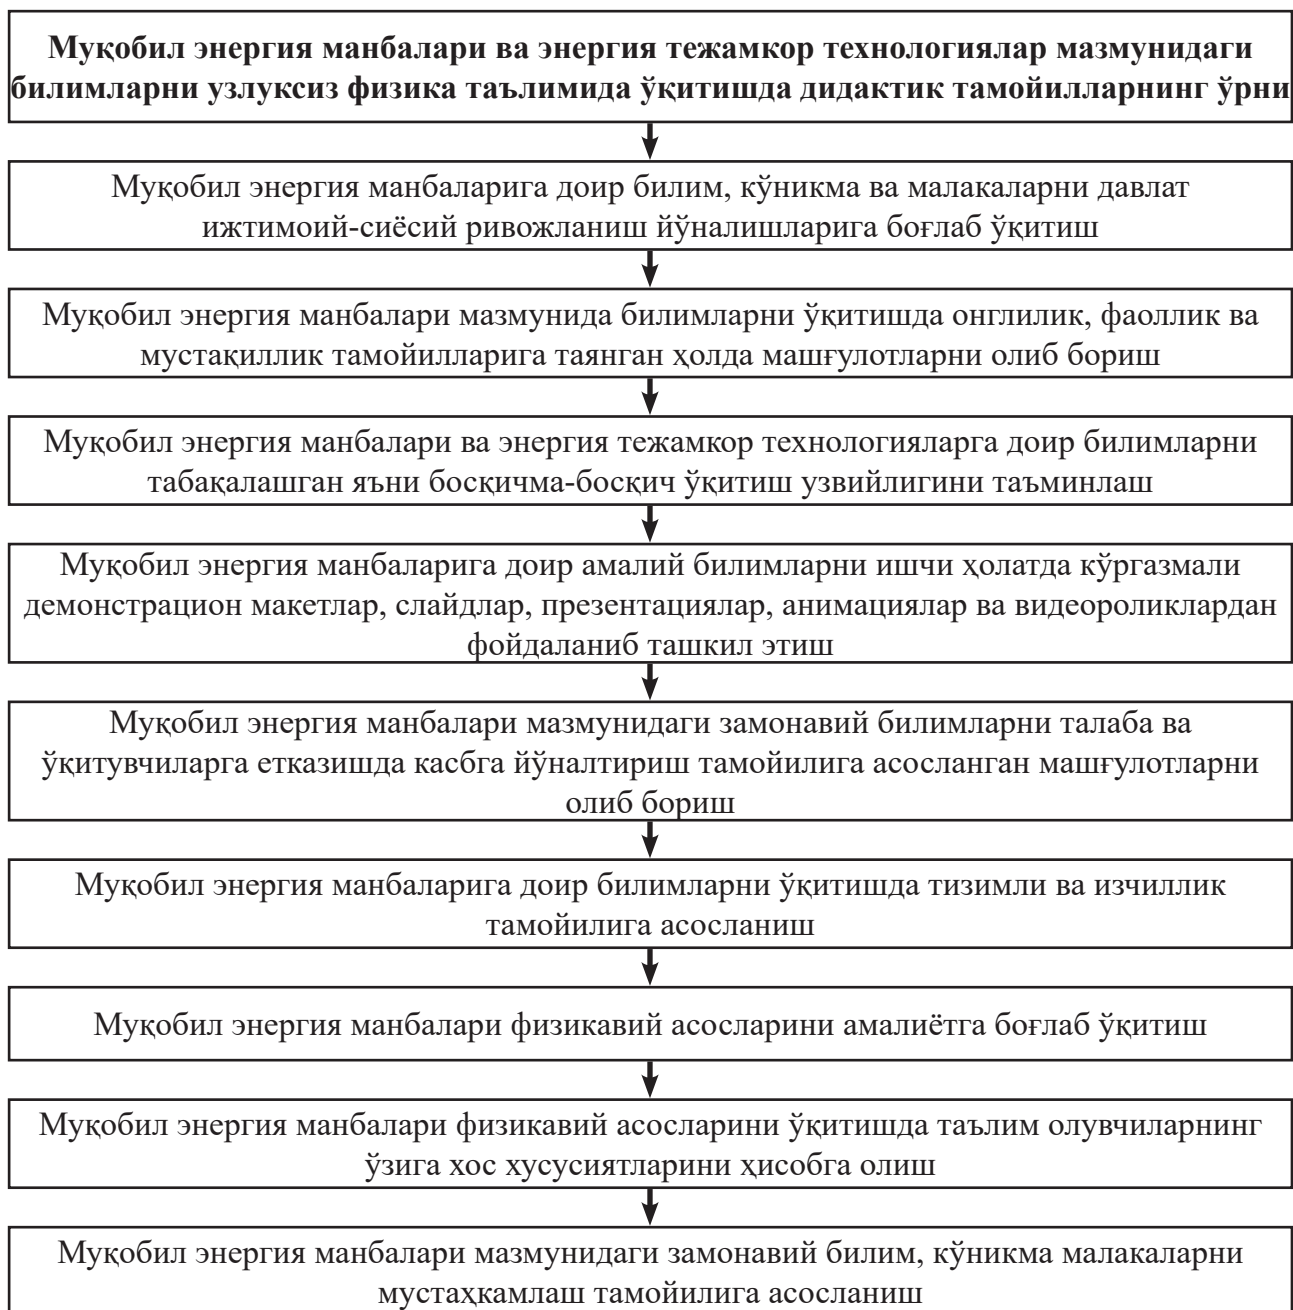 Муқобил энергия манбалари ва энергия тежамкор технологиялар мазмунидаги
билимларни узлуксиз физика таълимида ўқитишда дидактик тамойилларнинг ўрни
Муқобил энергия манбаларига доир билим, кўникма ва малакаларни давлат
ижтимоий-сиёсий ривожланиш йўналишларига боғлаб ўқитиш
Муқобил энергия манбалари мазмунида билимларни ўқитишда онглилик, фаоллик ва
мустақиллик тамойилларига таянган ҳолда машғулотларни олиб бориш
Муқобил энергия манбалари ва энергия тежамкор технологияларга доир билимларни
табақалашган яъни босқичма-босқич ўқитиш узвийлигини таъминлаш
Муқобил энергия манбаларига доир амалий билимларни ишчи ҳолатда кўргазмали
демонстрацион макетлар, слайдлар, презентациялар, анимациялар ва видеороликлардан
фойдаланиб ташкил этиш
Муқобил энергия манбалари мазмунидаги замонавий билимларни талаба ва
ўқитувчиларга етказишда касбга йўналтириш тамойилига асосланган машғулотларни
олиб бориш
Муқобил энергия манбаларига доир билимларни ўқитишда тизимли ва изчиллик
тамойилига асосланиш
Муқобил энергия манбалари физикавий асосларини амалиётга боғлаб ўқитиш
Муқобил энергия манбалари физикавий асосларини ўқитишда таълим олувчиларнинг
ўзига хос хусусиятларини ҳисобга олиш
Муқобил энергия манбалари мазмунидаги замонавий билим, кўникма малакаларни
мустаҳкамлаш тамойилига асосланиш